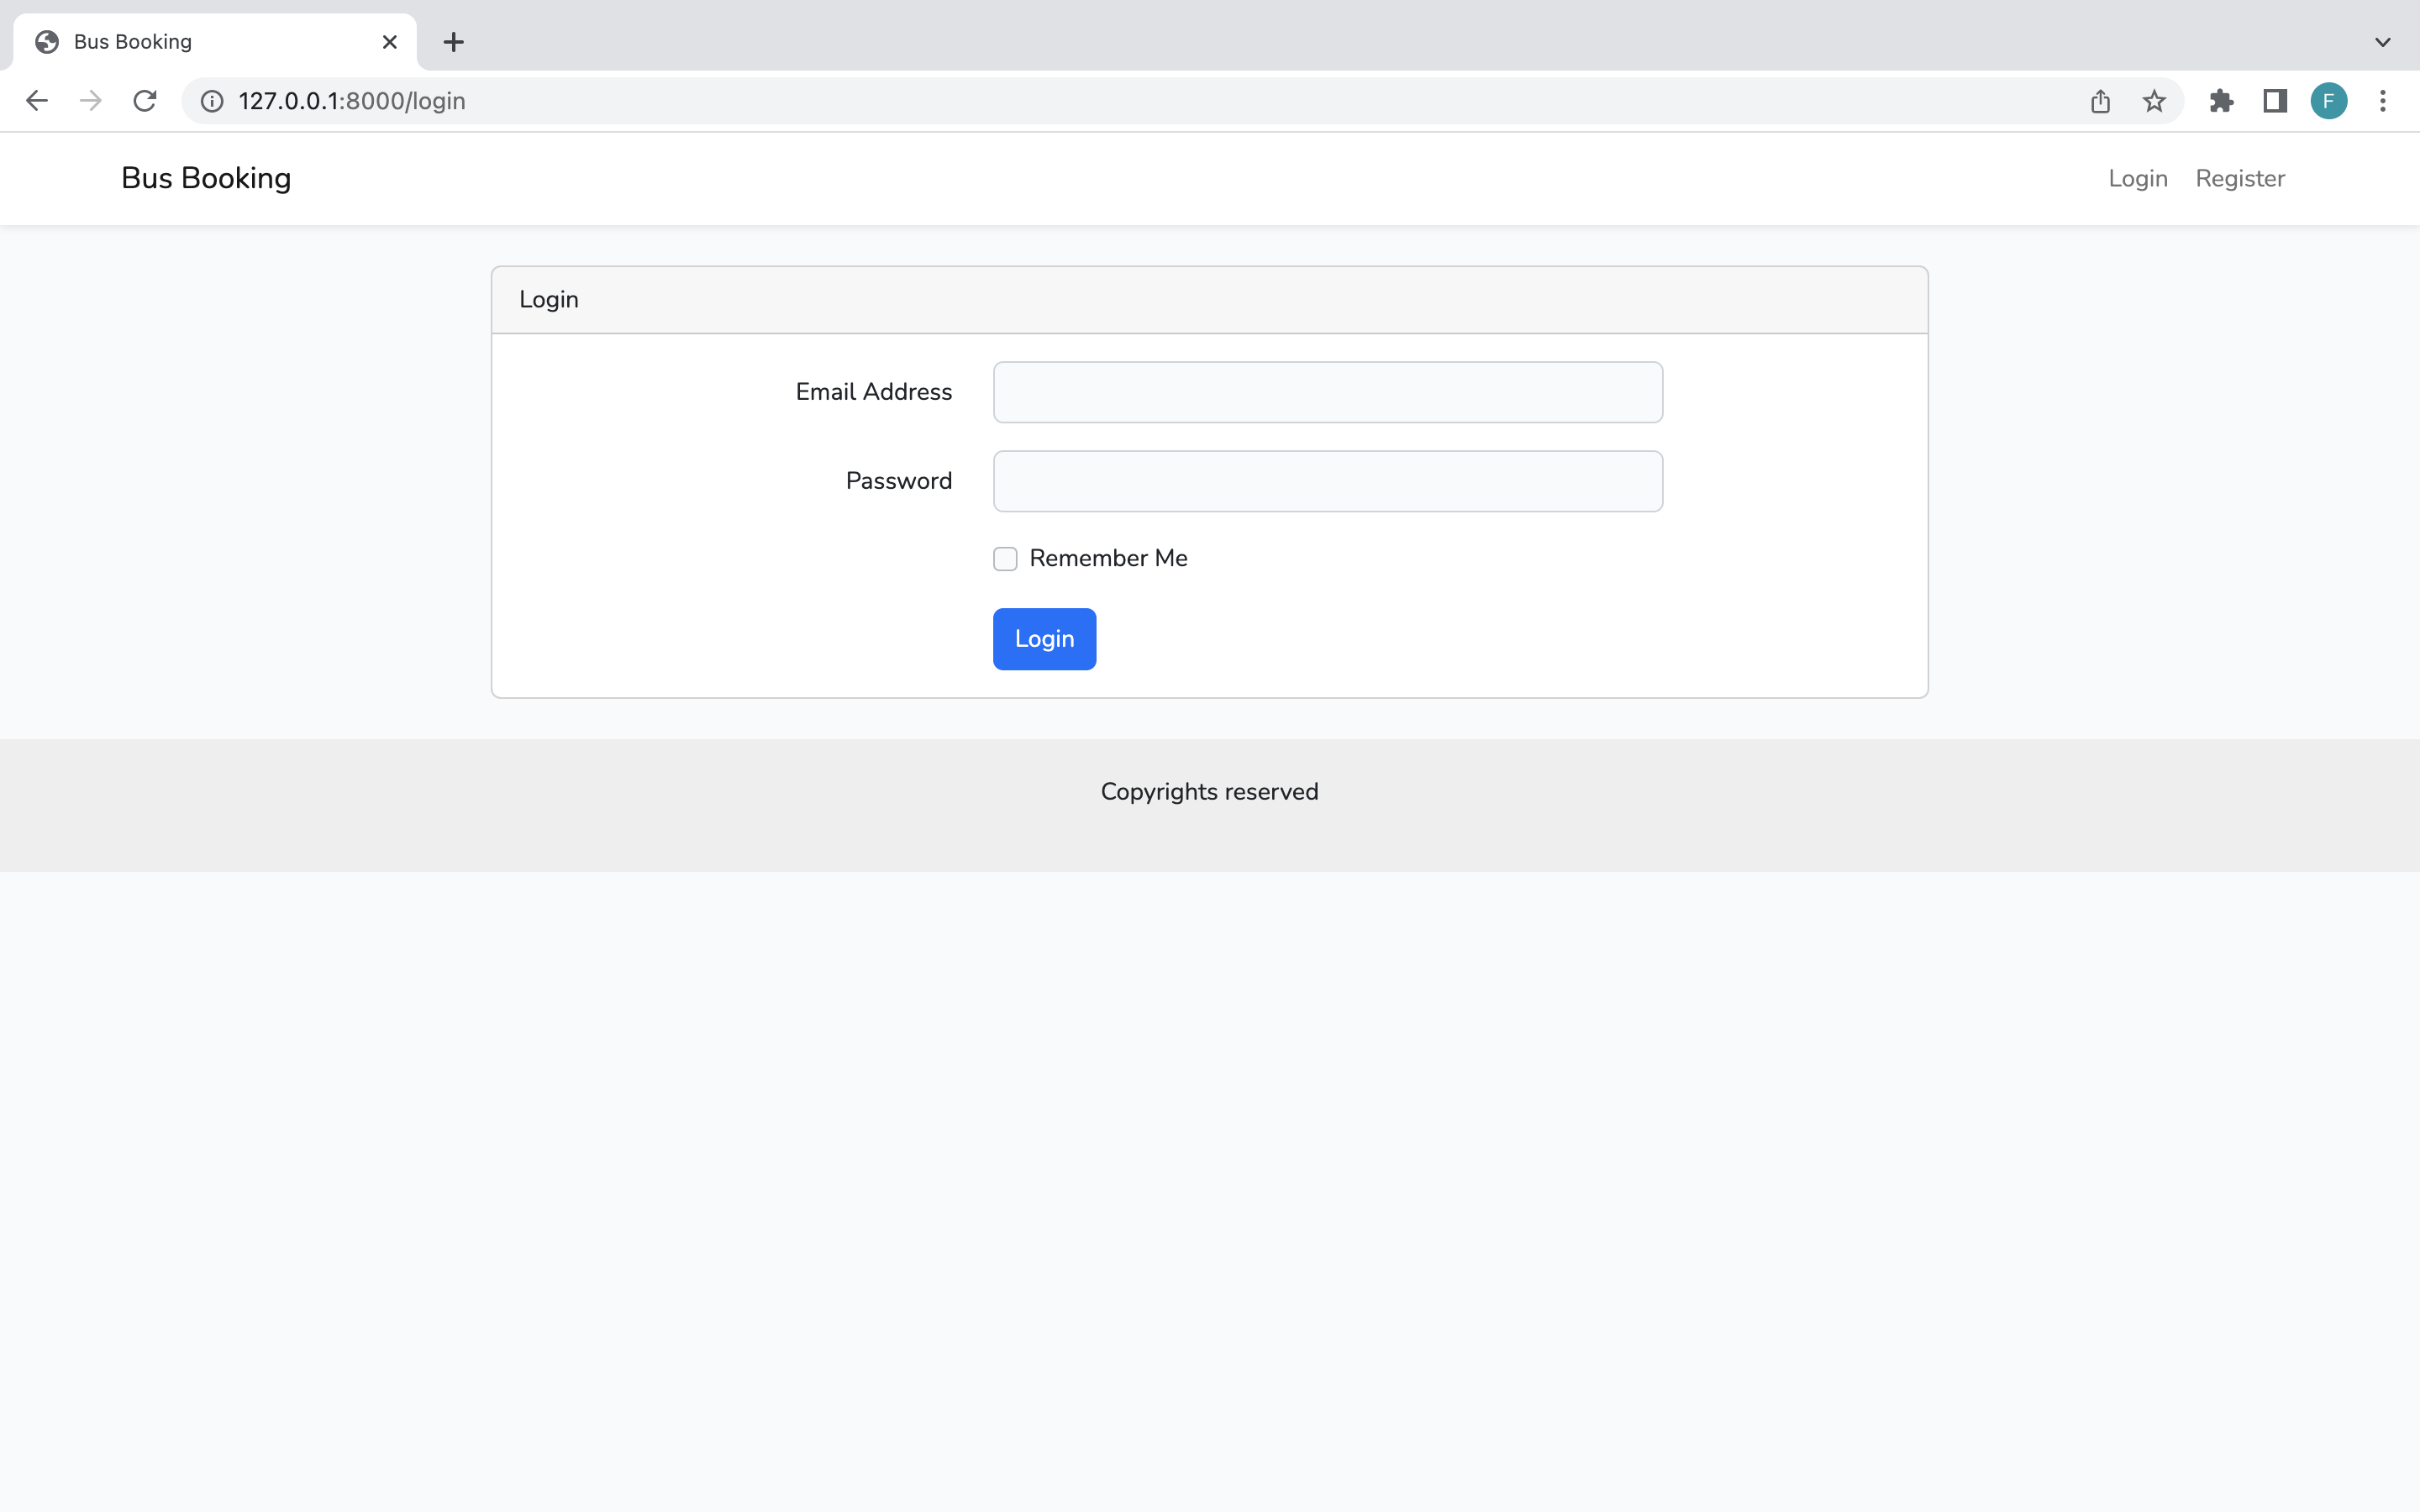 Bus Booking
127.0.0.1:8000/login
F
Bus Booking
Login Register
Login
Email Address
Password
Remember Me
Login
Copyrights reserved